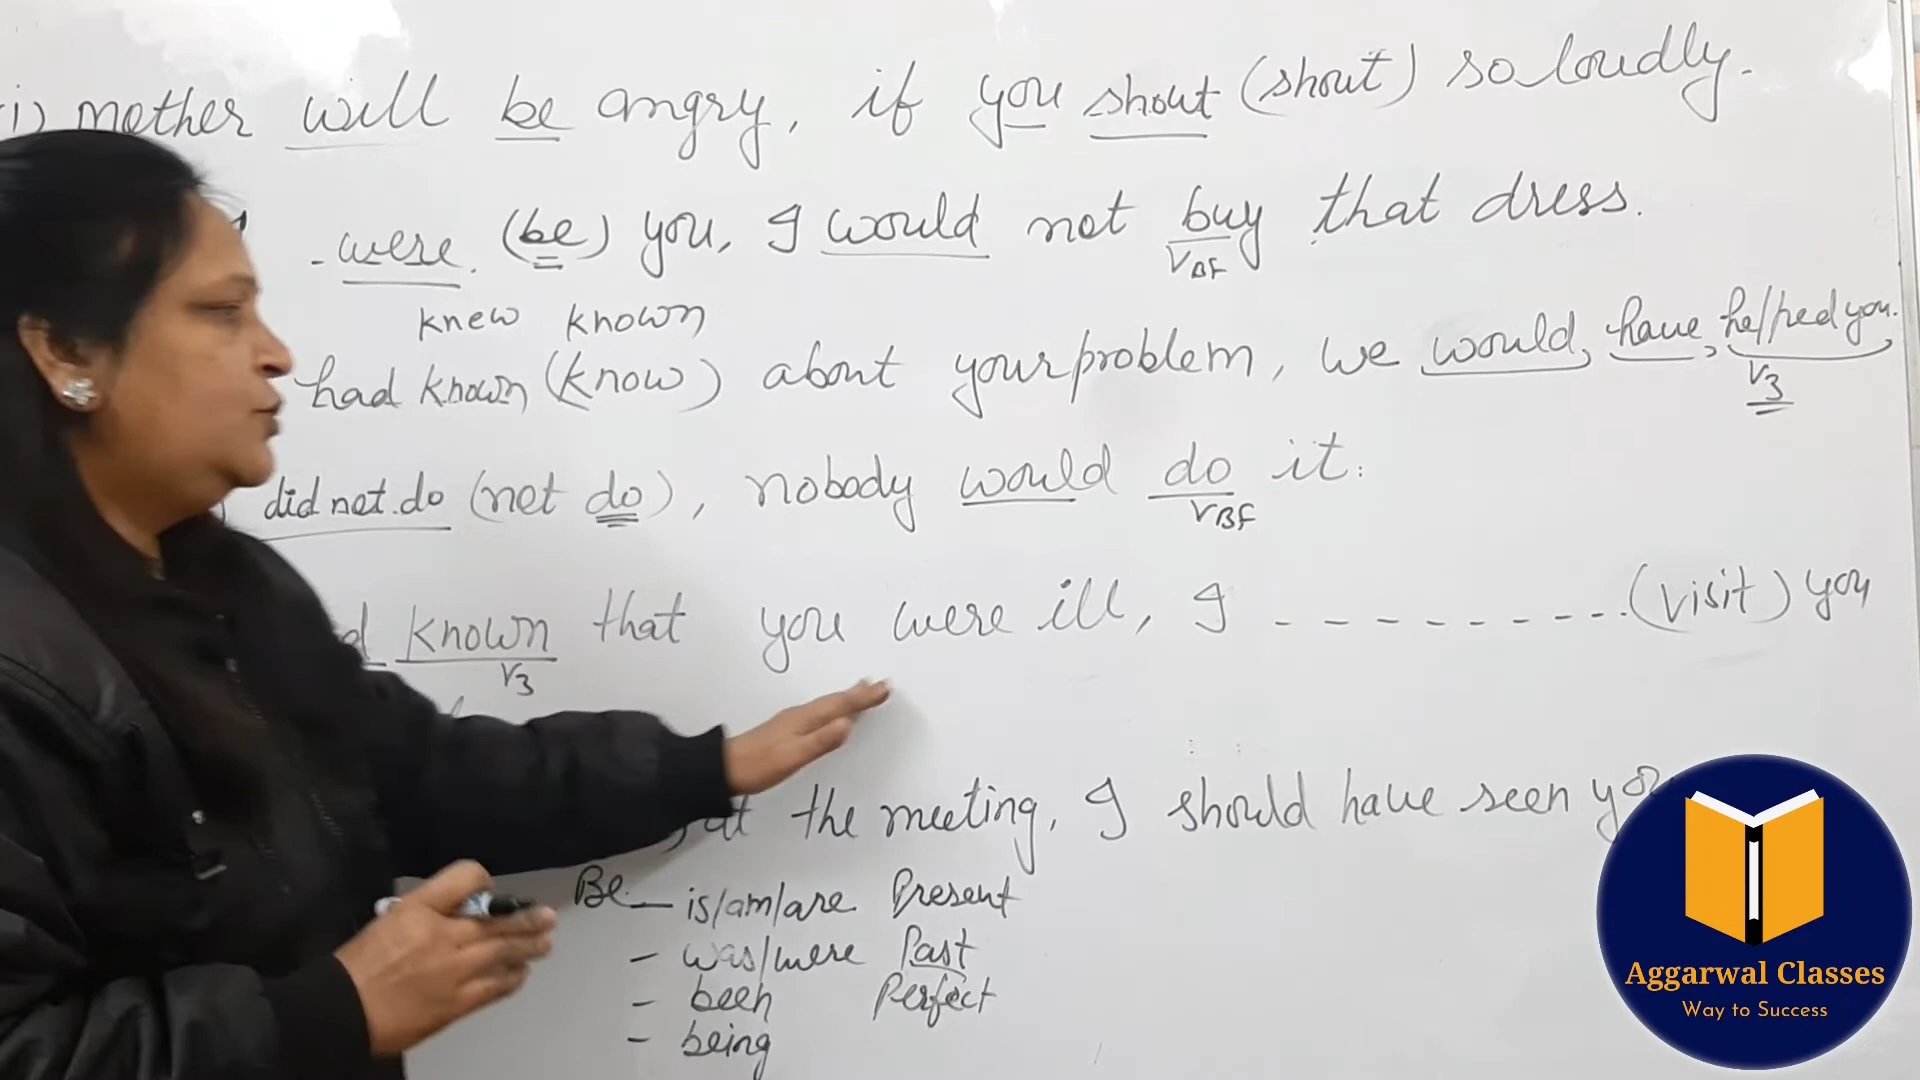 i) mother will be angry, if you shout (shout) so loudly.
- were. (be) you, I would not buy that dress.
VBF
knew known
had known (know) about your problem, we would have helped you.
V3
did not do (not do), nobody would do it.
VBF
known that you were ill, I ---------- (visit) you
V3
at the meeting, I should have seen
Be - is/am/are Present
- was/were Past
- been Perfect
- being
Aggarwal Classes
Way to Success